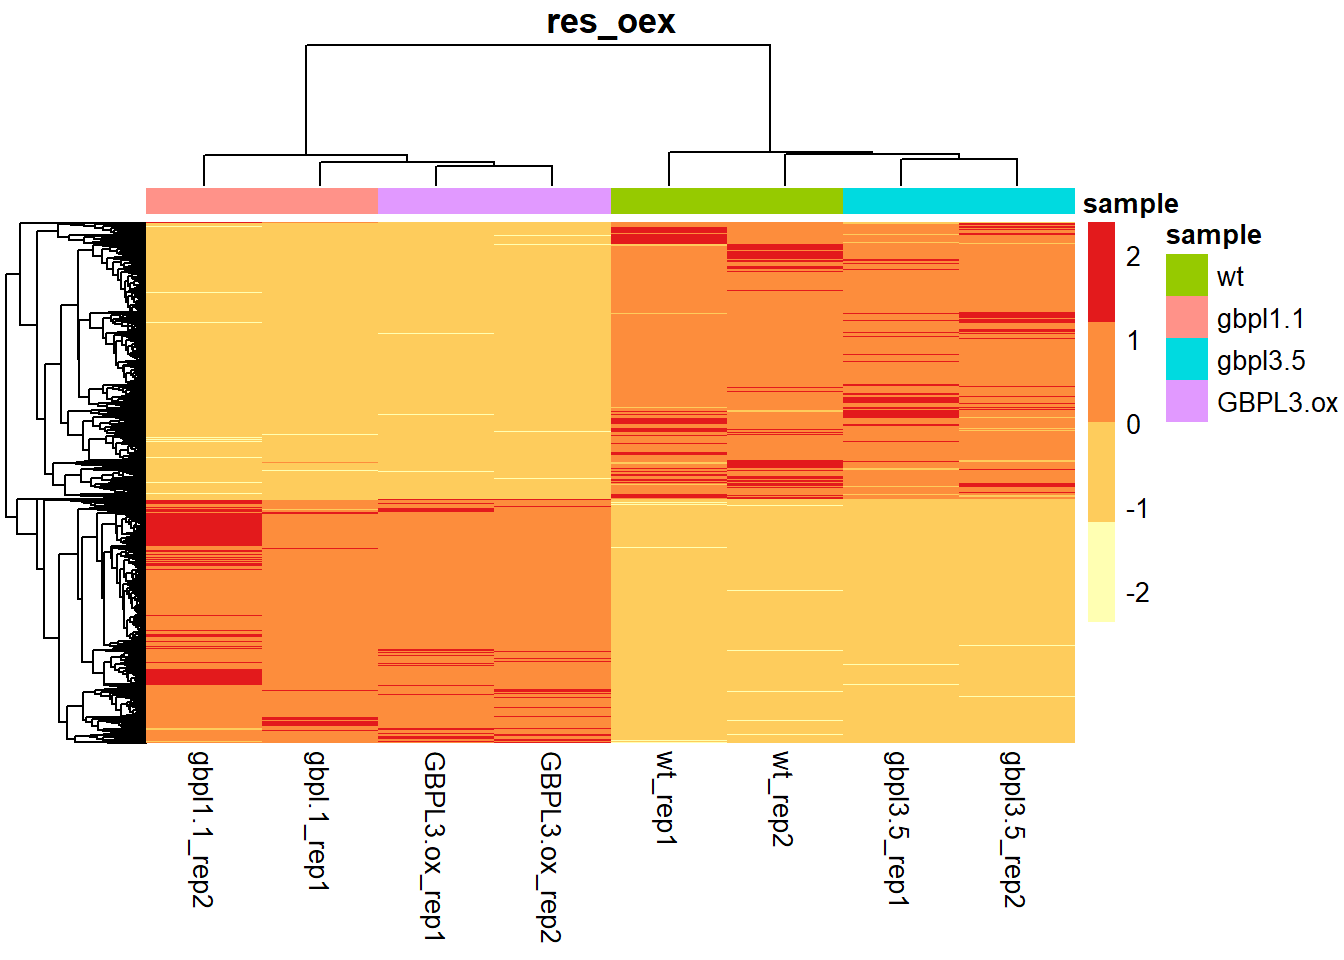 res_oex
sample
2
1
0
-1
-2
sample
wt
gbpl1.1
gbpl3.5
GBPL3.ox
gbpl1.1_rep2
gbpl.1_rep1
GBPL3.ox_rep1
GBPL3.ox_rep2
wt_rep1
wt_rep2
gbpl3.5_rep1
gbpl3.5_rep2